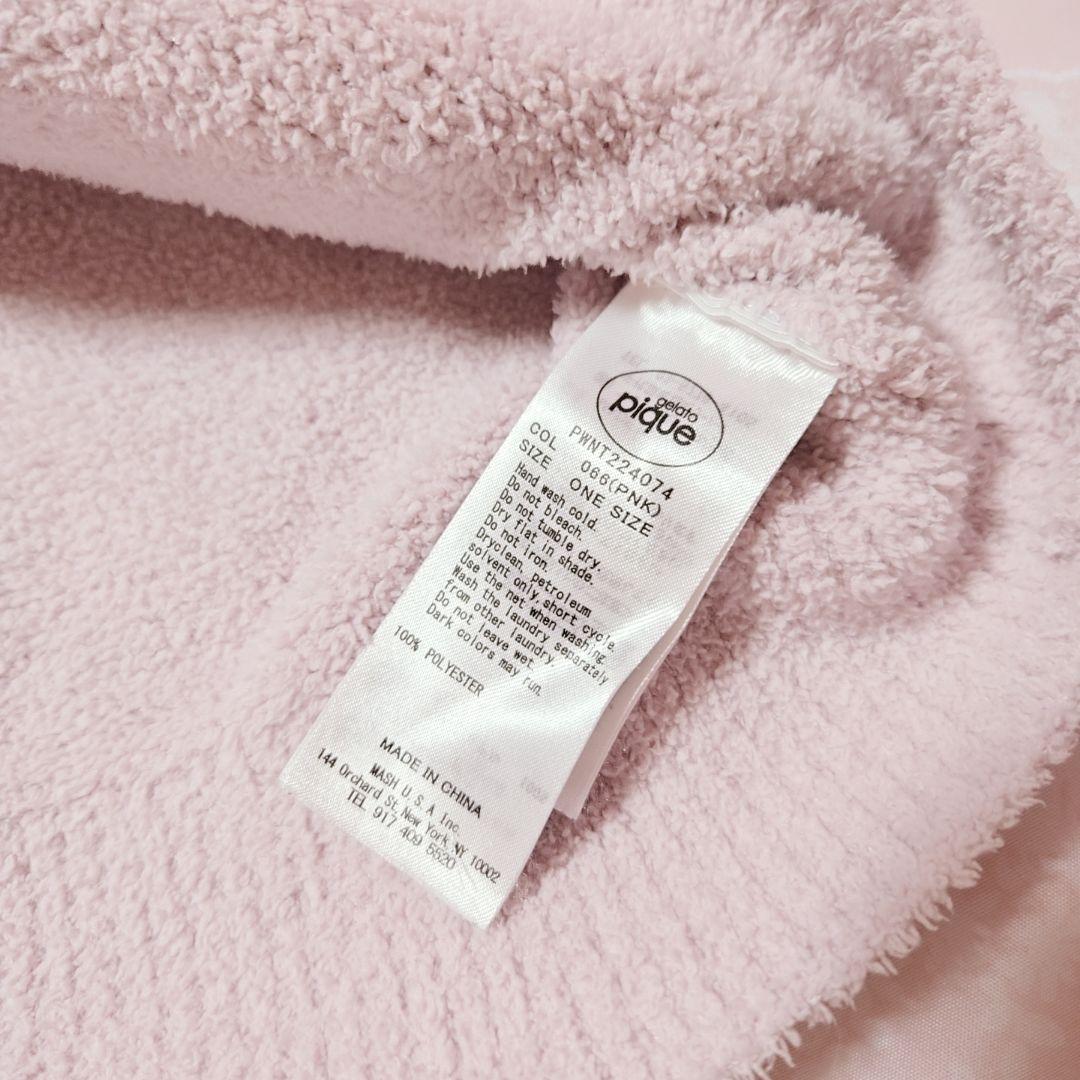 gelato
pique
PWNT224074
COL 066(PNK)
SIZE ONE SIZE
Hand wash cold.
Do not bleach.
Do not tumble dry.
Dry flat in shade.
Do not iron.
Dryclean, petroleum
solvent only,short cycle.
Use the net when washing.
Wash the laundry separately
from other laundry.
Do not leave wet.
Dark colors may run.
100% POLYESTER
MADE IN CHINA
MASH U.S.A Inc.
144 Orchard St,New York NY 10002
TEL 917 409 5520